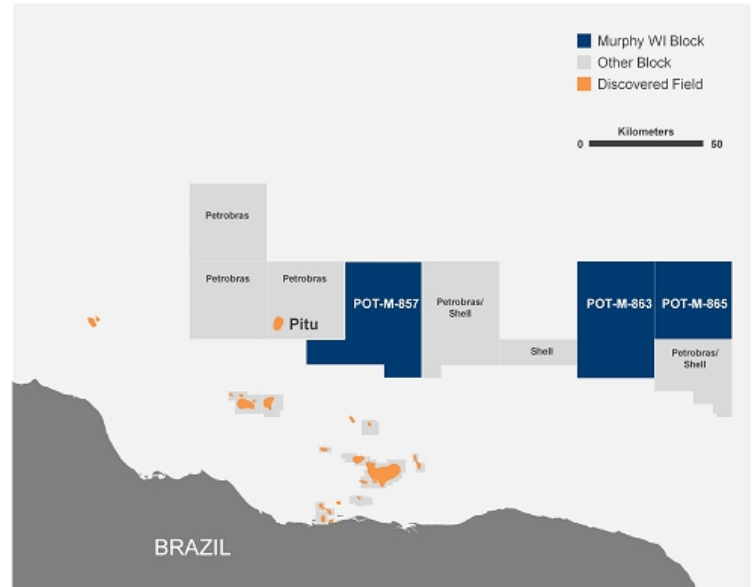 Murphy WI Block
Other Block
Discovered Field
Kilometers
0 50
Petrobras
Petrobras
Petrobras
Pitu
POT-M-857
Petrobras/
Shell
Shell
POT-M-863
POT-M-865
Petrobras/
Shell
BRAZIL